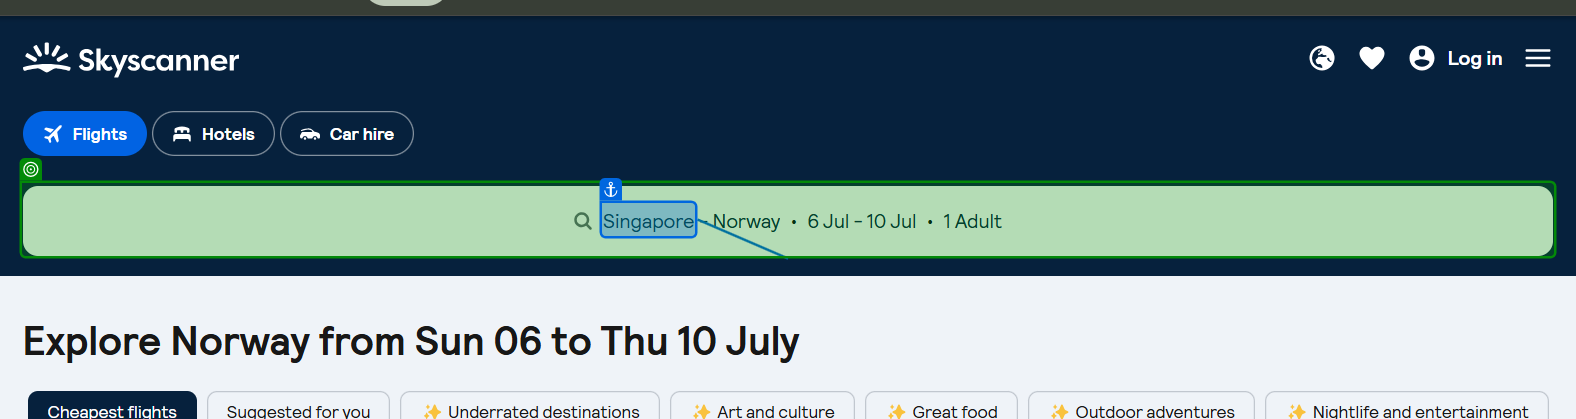 Skyscanner
Log in
Flights
Hotels
Car hire
Singapore - Norway • 6 Jul - 10 Jul • 1 Adult
Explore Norway from Sun 06 to Thu 10 July
Cheapest flights
Suggested for you
Underrated destinations
Art and culture
Great food
Outdoor adventures
Nightlife and entertainment